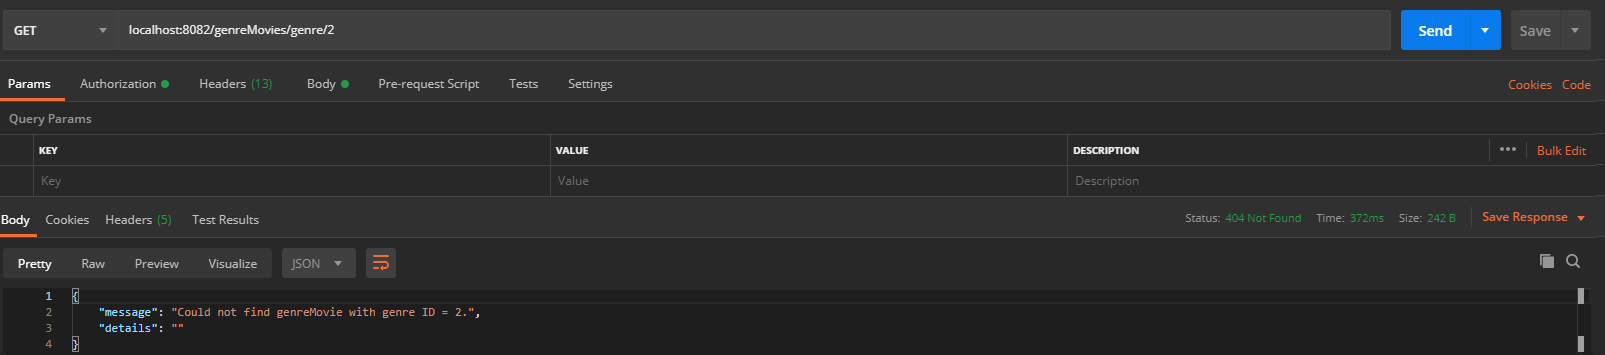 GET localhost:8082/genreMovies/genre/2 Send Save
Params Authorization Headers (13) Body Pre-request Script Tests Settings Cookies Code
Query Params
KEY VALUE DESCRIPTION ••• Bulk Edit
Key Value Description
Body Cookies Headers (5) Test Results Status: 404 Not Found Time: 372ms Size: 242 B Save Response
Pretty Raw Preview Visualize JSON
1 {
2 "message": "Could not find genreMovie with genre ID = 2.",
3 "details": ""
4 }